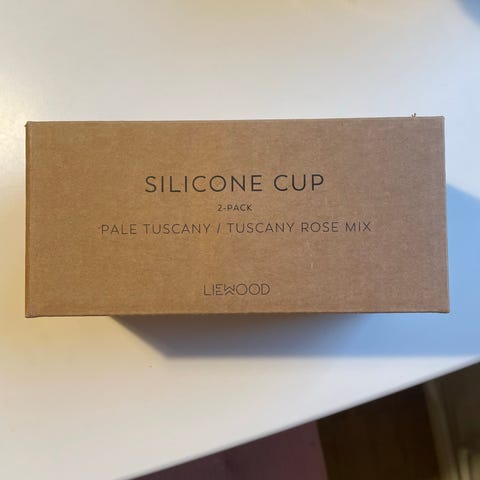 SILICONE CUP
2-PACK
PALE TUSCANY / TUSCANY ROSE MIX
LIEWOOD